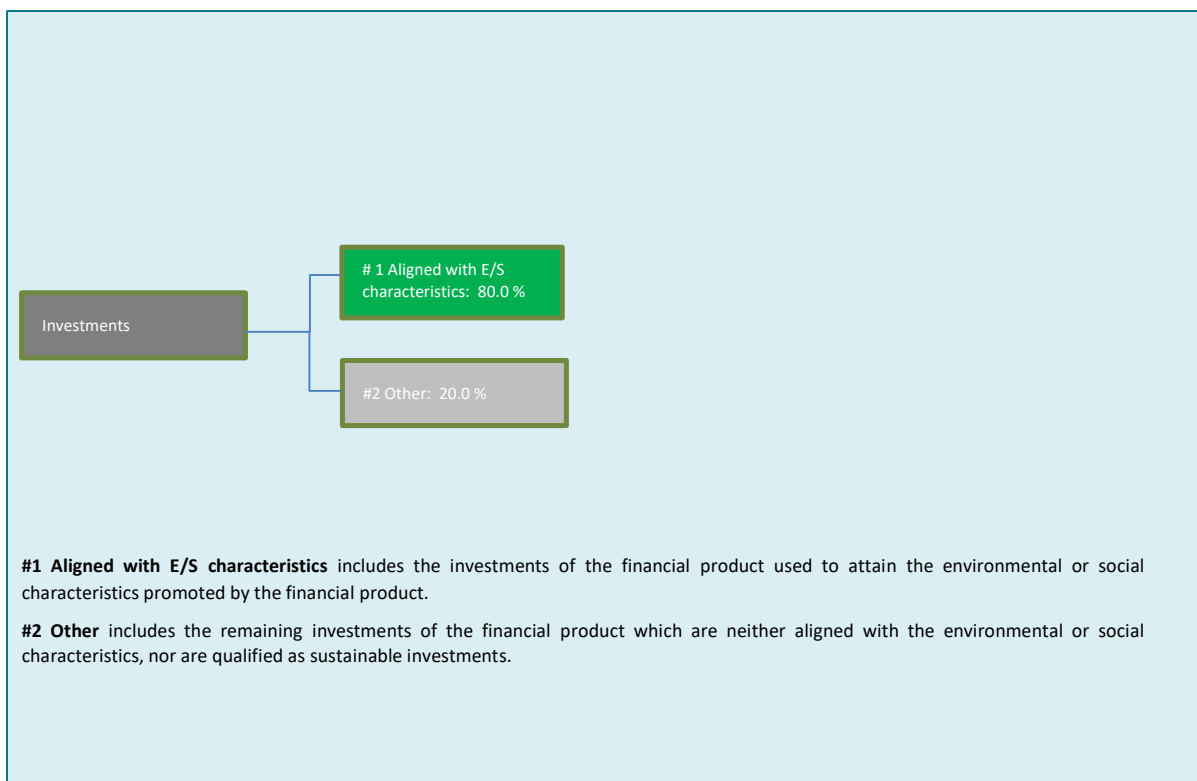 # 1 Aligned with E/S
characteristics:  80.0 %
Investments
#2 Other:  20.0 %
#1 Aligned with E/S characteristics includes the investments of the financial product used to attain the environmental or social
characteristics promoted by the financial product.
#2 Other includes the remaining investments of the financial product which are neither aligned with the environmental or social
characteristics, nor are qualified as sustainable investments.